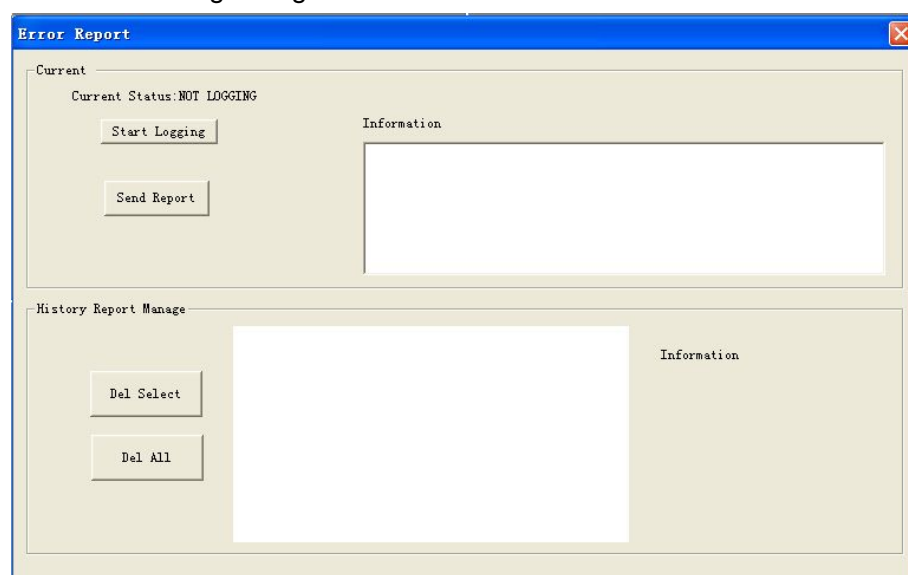 Error Report
Current
Current Status:NOT LOGGING
Start Logging
Information
Send Report
History Report Manage
Information
Del Select
Del All